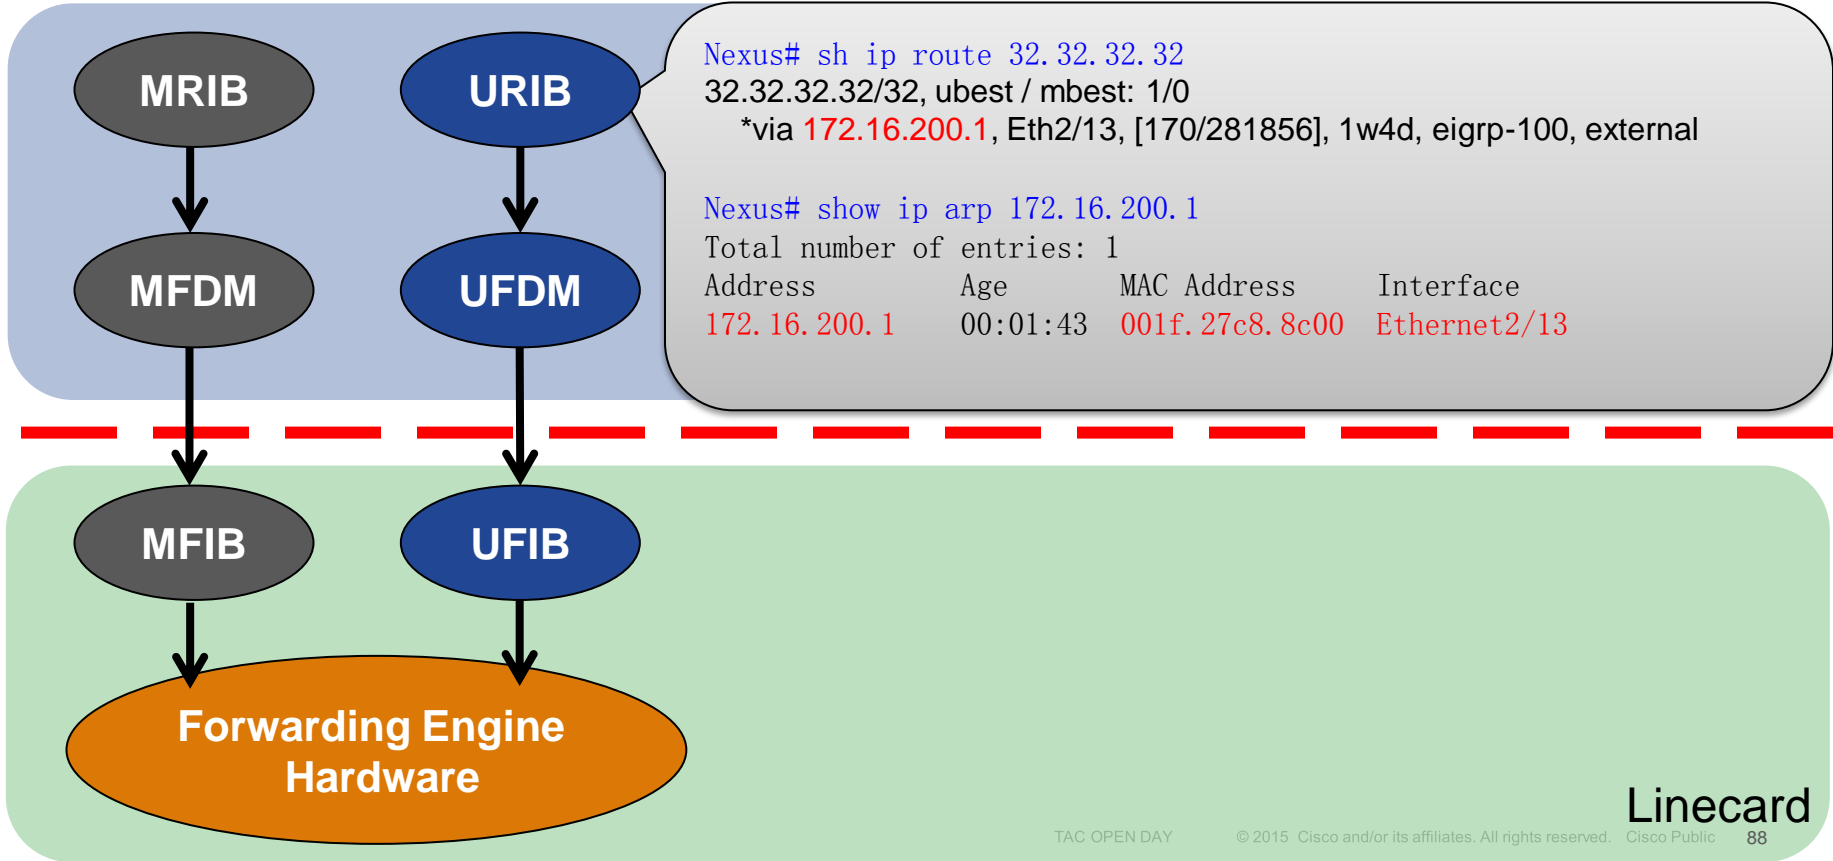 MRIB
URIB
Nexus# sh ip route 32.32.32.32
32.32.32.32/32, ubest / mbest: 1/0
*via 172.16.200.1, Eth2/13, [170/281856], 1w4d, eigrp-100, external
Nexus# show ip arp 172.16.200.1
Total number of entries: 1
Address Age MAC Address Interface
172.16.200.1 00:01:43 001f.27c8.8c00 Ethernet2/13
MFDM
UFDM
MFIB
UFIB
Forwarding Engine
Hardware
Linecard
TAC OPEN DAY © 2015 Cisco and/or its affiliates. All rights reserved. Cisco Public 88